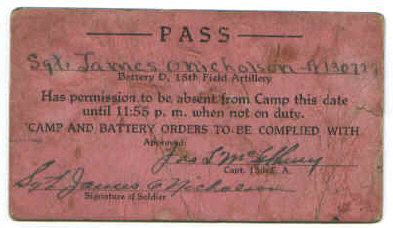 PASS
Sgt. James O Nicholson
Battery D, 15th Field Artillery
Has permission to be absent from Camp this date
until 11:55 p. m. when not on duty.
CAMP AND BATTERY ORDERS TO BE COMPLIED WITH
Approved:
Jas L
Capt. 15th F. A.
Sgt James O Nicholson
Signature of Soldier